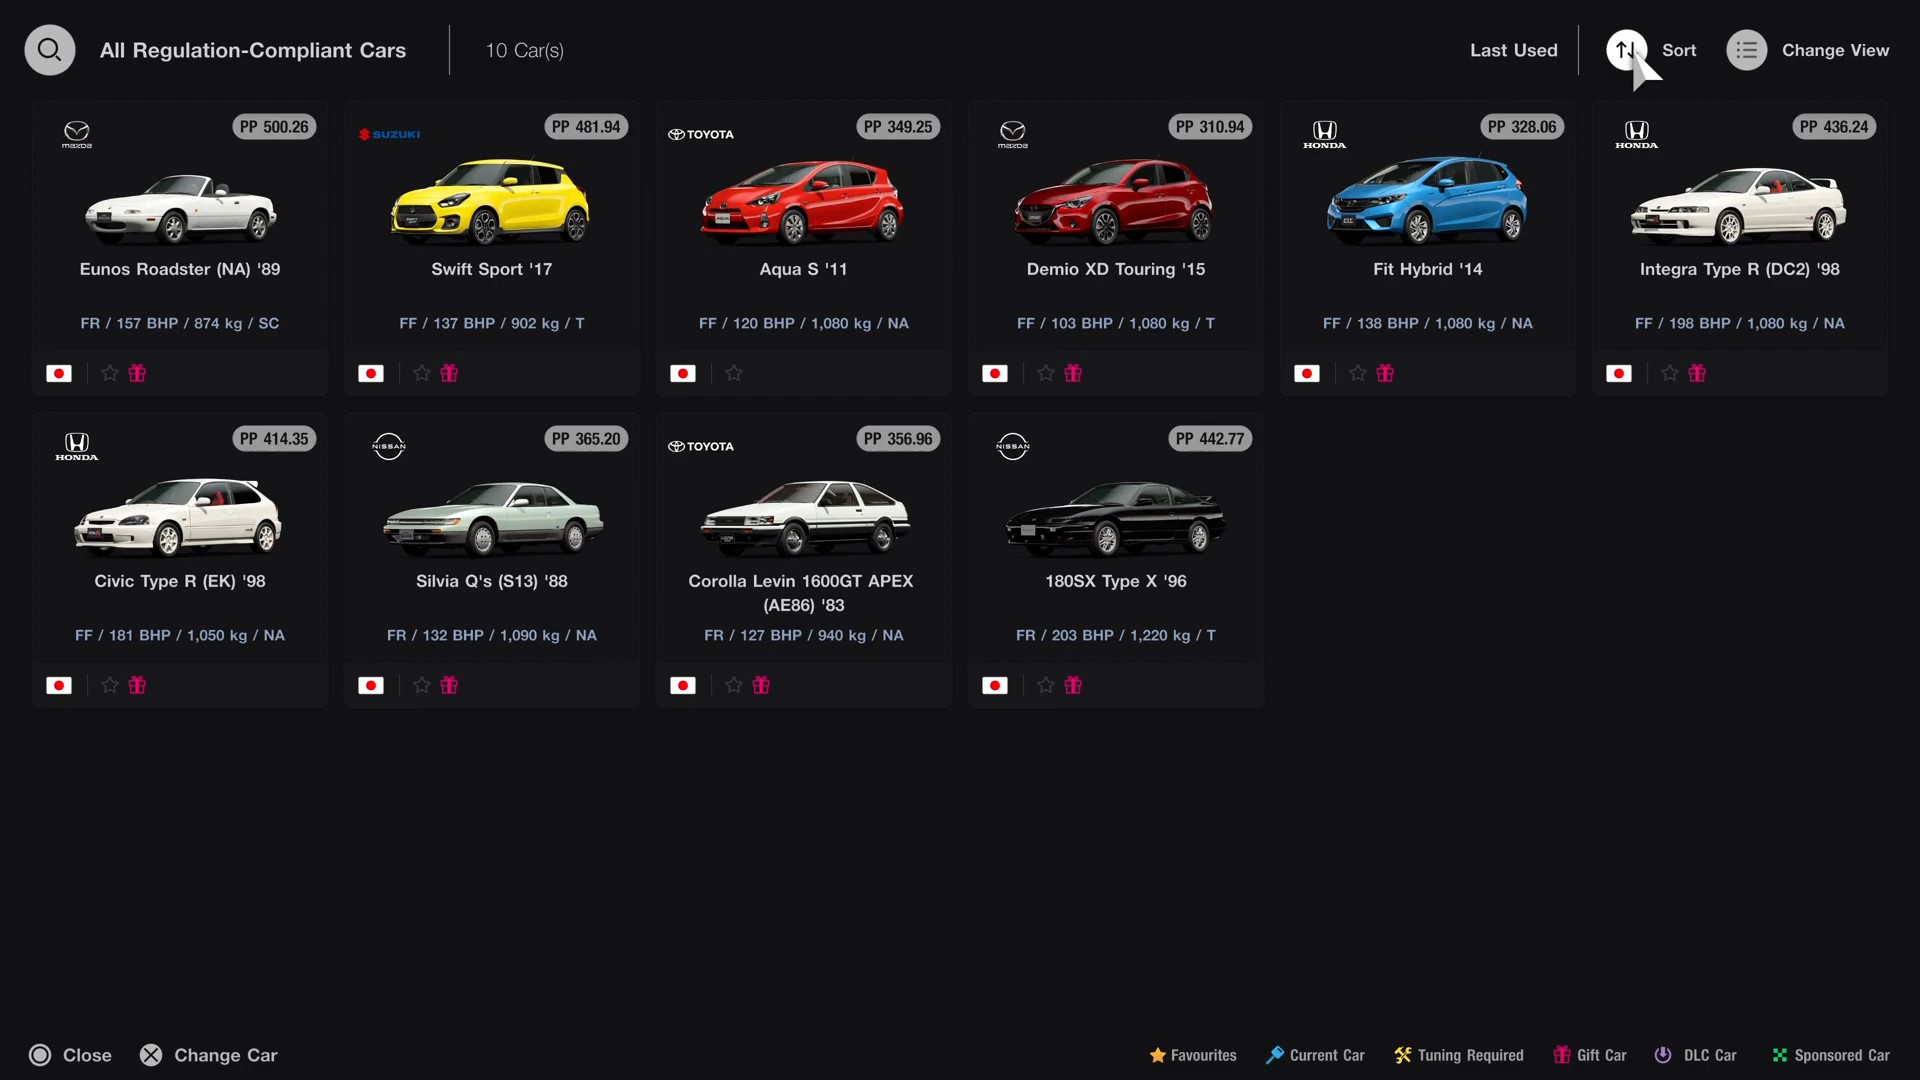 All Regulation-Compliant Cars
10 Car(s)
Last Used
Sort
Change View
mazda
PP 500.26
Eunos Roadster (NA) '89
FR / 157 BHP / 874 kg / SC
SUZUKI
PP 481.94
Swift Sport '17
FF / 137 BHP / 902 kg / T
TOYOTA
PP 349.25
AQUA
Aqua S '11
FF / 120 BHP / 1,080 kg / NA
mazda
PP 310.94
Demio XD Touring '15
FF / 103 BHP / 1,080 kg / T
HONDA
PP 328.06
Fit Hybrid '14
FF / 138 BHP / 1,080 kg / NA
HONDA
PP 436.24
Integra Type R (DC2) '98
FF / 198 BHP / 1,080 kg / NA
HONDA
PP 414.35
Civic Type R (EK) '98
FF / 181 BHP / 1,050 kg / NA
NISSAN
PP 365.20
Silvia Q's (S13) '88
FR / 132 BHP / 1,090 kg / NA
TOYOTA
PP 356.96
Corolla Levin 1600GT APEX
(AE86) '83
FR / 127 BHP / 940 kg / NA
NISSAN
PP 442.77
180SX Type X '96
FR / 203 BHP / 1,220 kg / T
Close
Change Car
Favourites
Current Car
Tuning Required
Gift Car
DLC Car
Sponsored Car